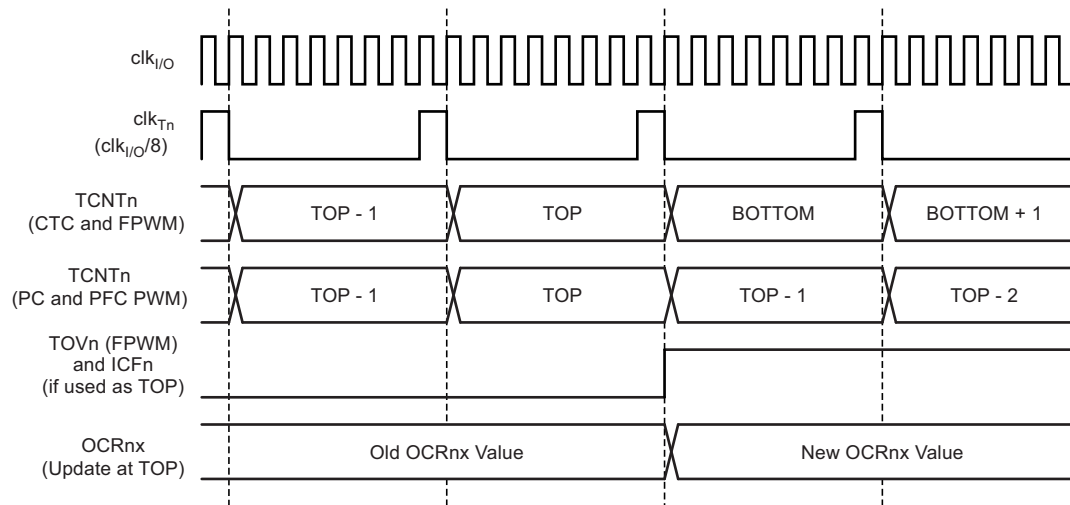 clkI/O
clkTn
(clkI/O/8)
TCNTn
(CTC and FPWM)
TOP - 1
TOP
BOTTOM
BOTTOM + 1
TCNTn
(PC and PFC PWM)
TOP - 1
TOP
TOP - 1
TOP - 2
TOVn (FPWM)
and ICFn
(if used as TOP)
OCRnx
(Update at TOP)
Old OCRnx Value
New OCRnx Value